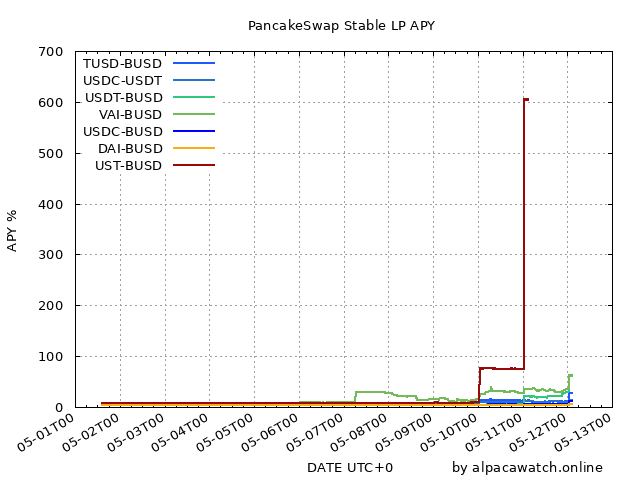 PancakeSwap Stable LP APY
700
600
500
400
300
200
100
0
APY %
TUSD-BUSD
USDC-USDT
USDT-BUSD
VAI-BUSD
USDC-BUSD
DAI-BUSD
UST-BUSD
05-01T00
05-02T00
05-03T00
05-04T00
05-05T00
05-06T00
05-07T00
05-08T00
05-09T00
05-10T00
05-11T00
05-12T00
05-13T00
DATE UTC+0
by alpacawatch.online